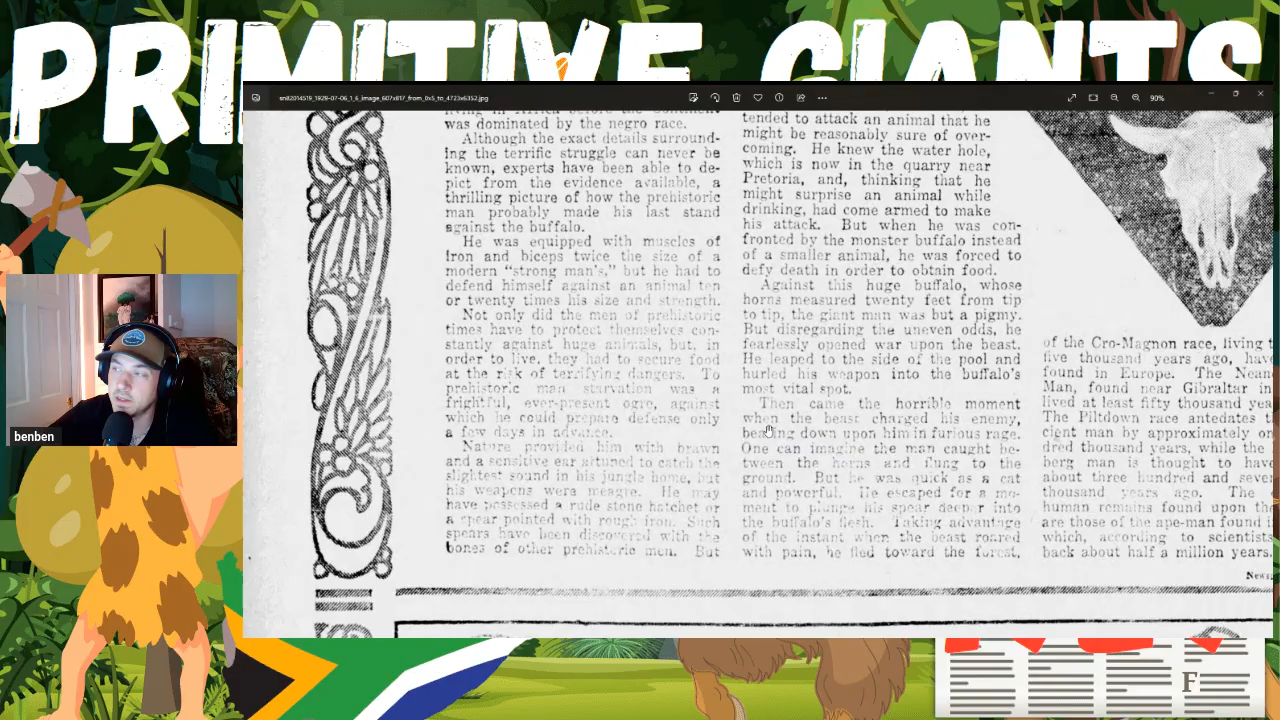 PRIMITIVE GIANTS
sn82014519_1929-07-06_1_6_image_607x817_from_0x5_to_4723x6352.jpg
90%
living in Africa before the continent
was dominated by the negro race.
Although the exact details surround-
ing the terrific struggle can never be
known, experts have been able to de-
pict from the evidence available, a
thrilling picture of how the prehistoric
man probably made his last stand
against the buffalo.
He was equipped with muscles of
iron and biceps twice the size of a
modern "strong man's," but he had to
defend himself against an animal ten
or twenty times his size and strength.
Not only did the men of prehistoric
times have to protect themselves con-
stantly against huge animals, but, in
order to live, they had to secure food
at the risk of terrifying dangers. To
prehistoric man starvation was a
frightful, ever-present ogre, against
which he could prepare defense only
a few days in advance.
Nature provided him with brawn
and a sensitive ear attuned to catch the
slightest sound in his jungle home, but
his weapons were meagre. He may
have possessed a rude stone hatchet or
a spear pointed with rough iron. Such
spears have been discovered with the
bones of other prehistoric men. But
tended to attack an animal that he
might be reasonably sure of over-
coming. He knew the water hole,
which is now in the quarry near
Pretoria, and, thinking that he
might surprise an animal while
drinking, had come armed to make
his attack. But when he was con-
fronted by the monster buffalo instead
of a smaller animal, he was forced to
defy death in order to obtain food.
Against this huge buffalo, whose
horns measured twenty feet from tip
to tip, the giant man was but a pigmy.
But disregarding the uneven odds, he
fearlessly opened war upon the beast.
He leaped to the side of the pool and
hurled his weapon into the buffalo's
most vital spot.
Then came the horrible moment
when the beast charged his enemy,
bearing down upon him in furious rage.
One can imagine the man caught be-
tween the horns and flung to the
ground. But he was quick as a cat
and powerful. He escaped for a mo-
ment to plunge his spear deeper into
the buffalo's flesh. Taking advantage
of the instant when the beast roared
with pain, he fled toward the forest,
of the Cro-Magnon race, living t
five thousand years ago, have
found in Europe. The Nean
Man, found near Gibraltar in
lived at least fifty thousand yea
The Piltdown race antedates t
cient man by approximately on
dred thousand years, while the
berg man is thought to have
about three hundred and seven
thousand years ago. The
human remains found upon the
are those of the ape-man found i
which, according to scientists
back about half a million years.
News
benben
F